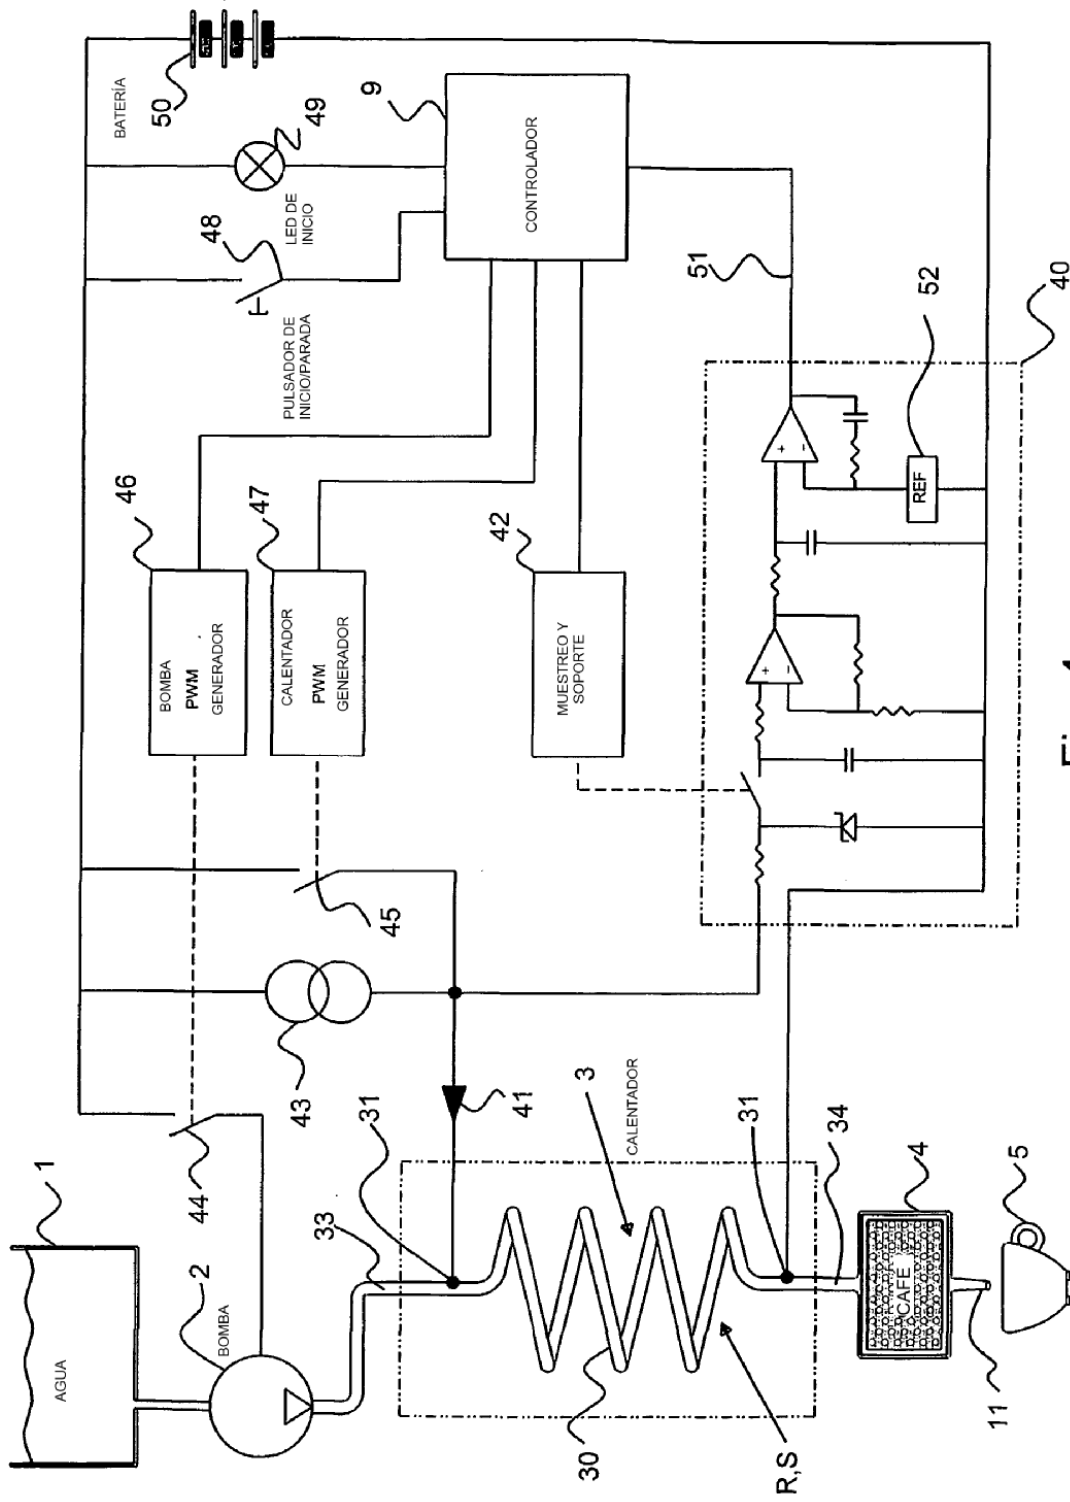 BATERÍA
50
49
LED DE
INICIO
48
PULSADOR DE
INICIO/PARADA
9
CONTROLADOR
51
52
REF
40
46
BOMBA
PWM
GENERADOR
47
CALENTADOR
PWM
GENERADOR
42
MUESTREO Y
SOPORTE
+
-
+
-
45
43
44
41
31
33
1
AGUA
2
BOMBA
CALENTADOR
3
30
R,S
31
34
4
CAFE
5
11